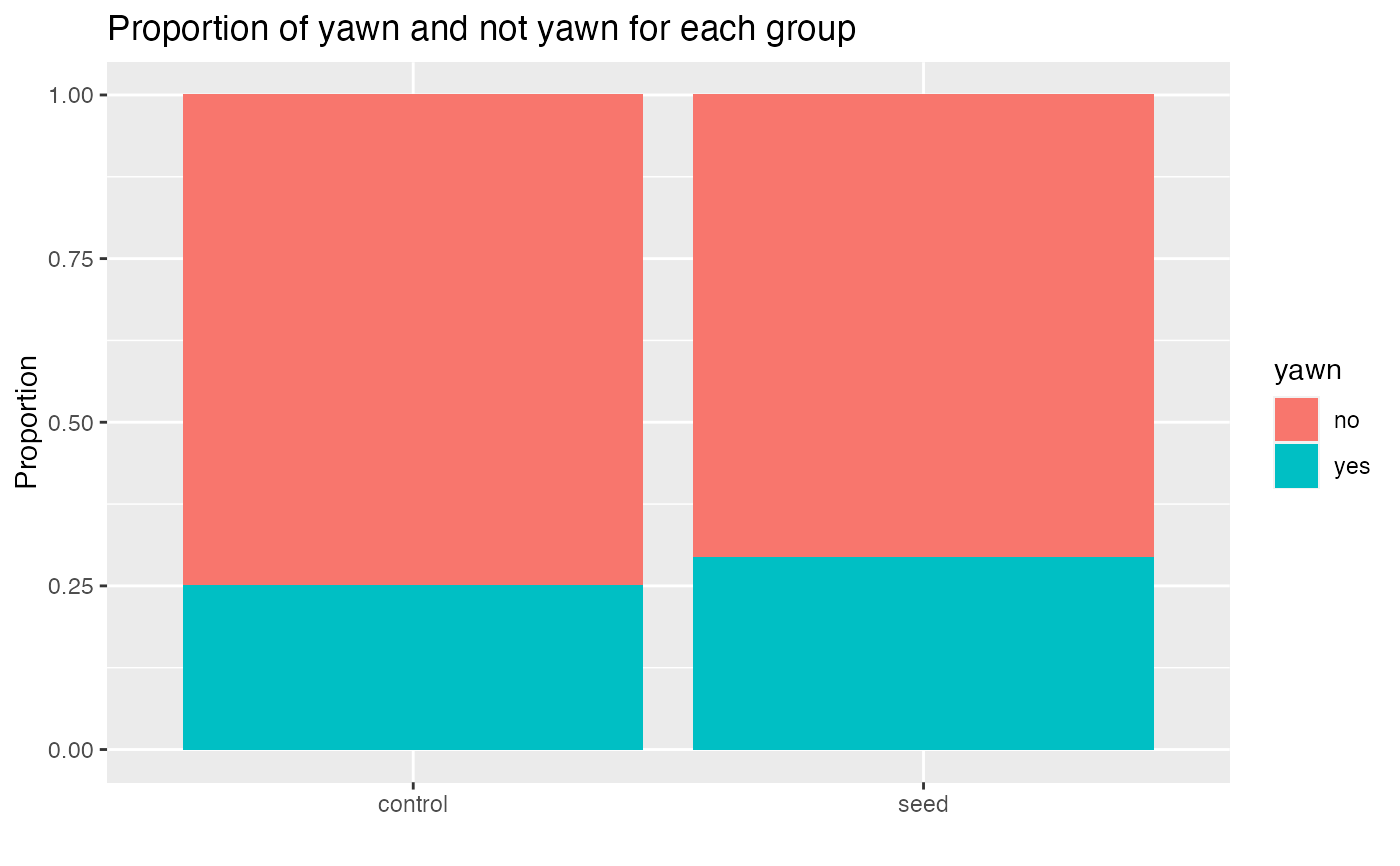 Proportion of yawn and not yawn for each group
1.00
0.75
0.50
0.25
0.00
Proportion
control
seed
yawn
no
yes